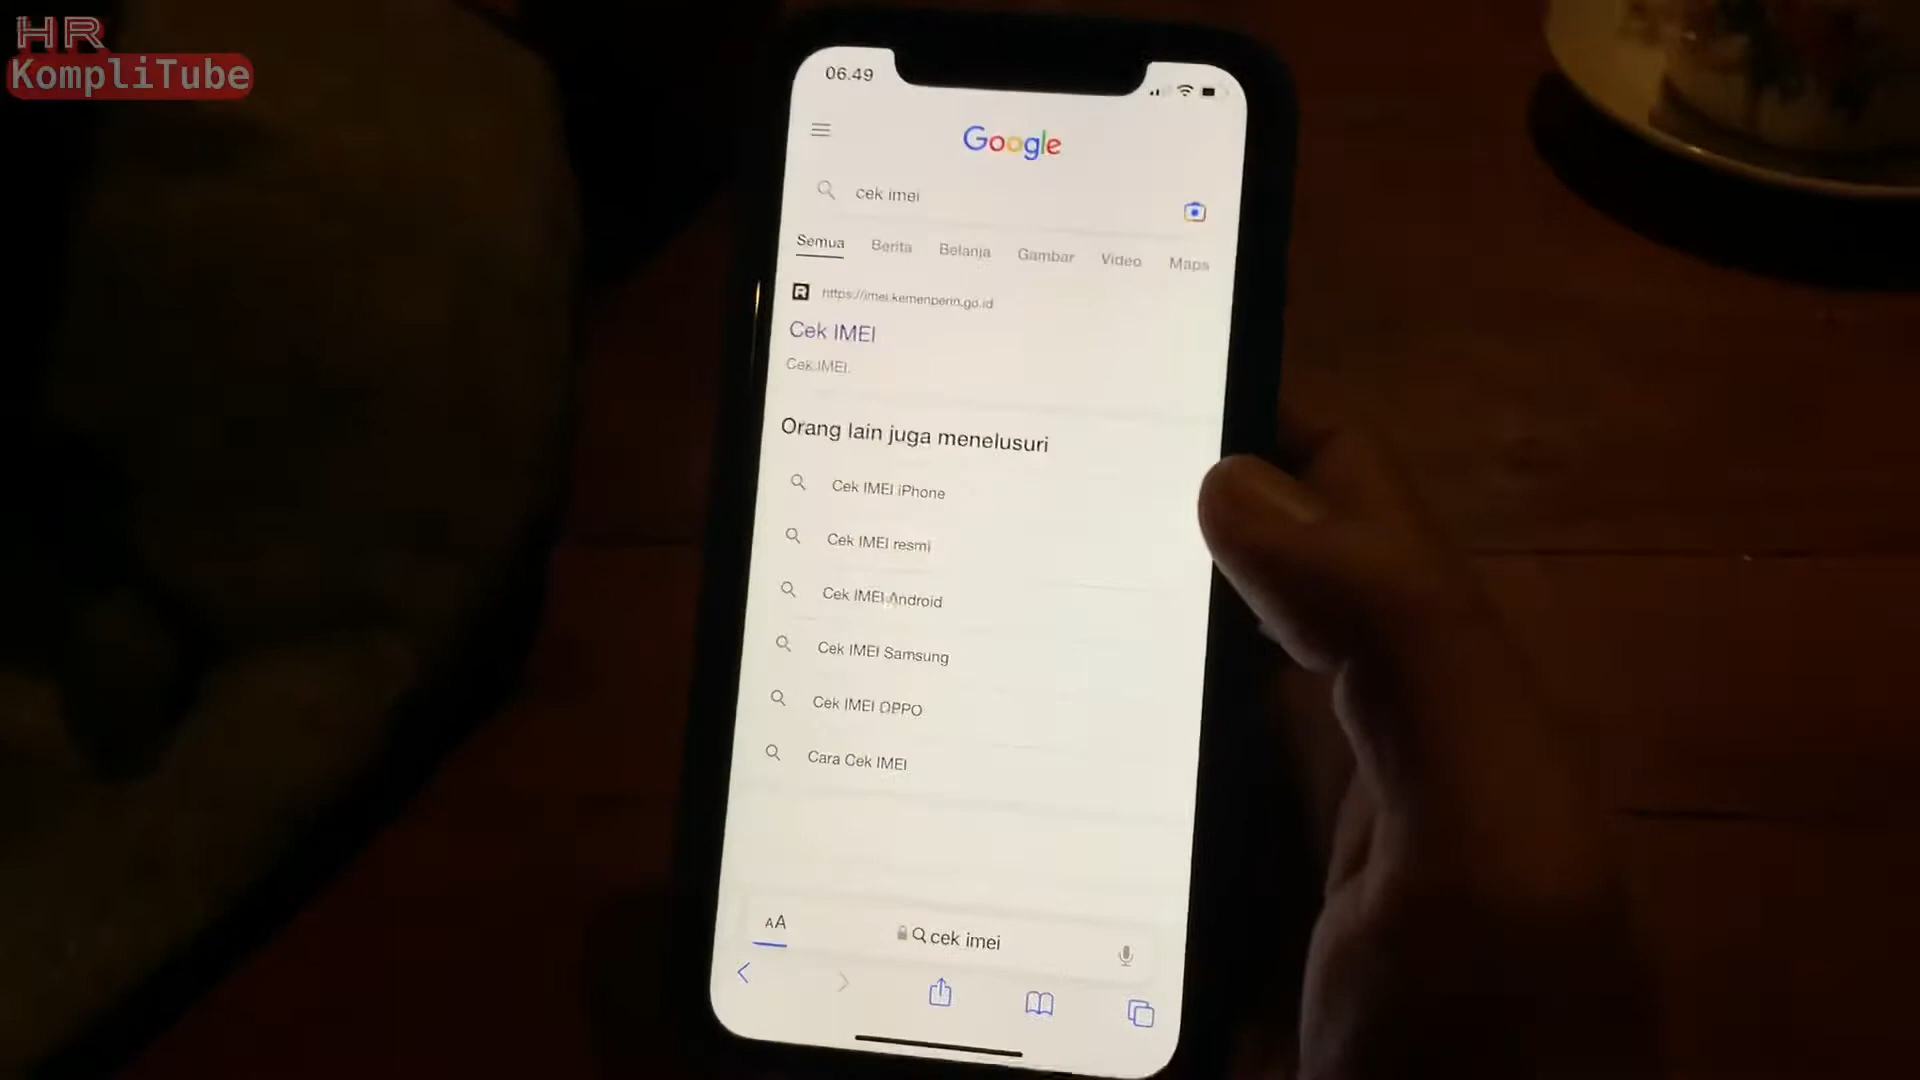 HR
KompliTube
06.49
Google
cek imei
Semua Berita Belanja Gambar Video Maps
https://imei.kemenperin.go.id
Cek IMEI
Cek IMEI.
Orang lain juga menelusuri
Cek IMEI iPhone
Cek IMEI resmi
Cek IMEI Android
Cek IMEI Samsung
Cek IMEI OPPO
Cara Cek IMEI
AA cek imei